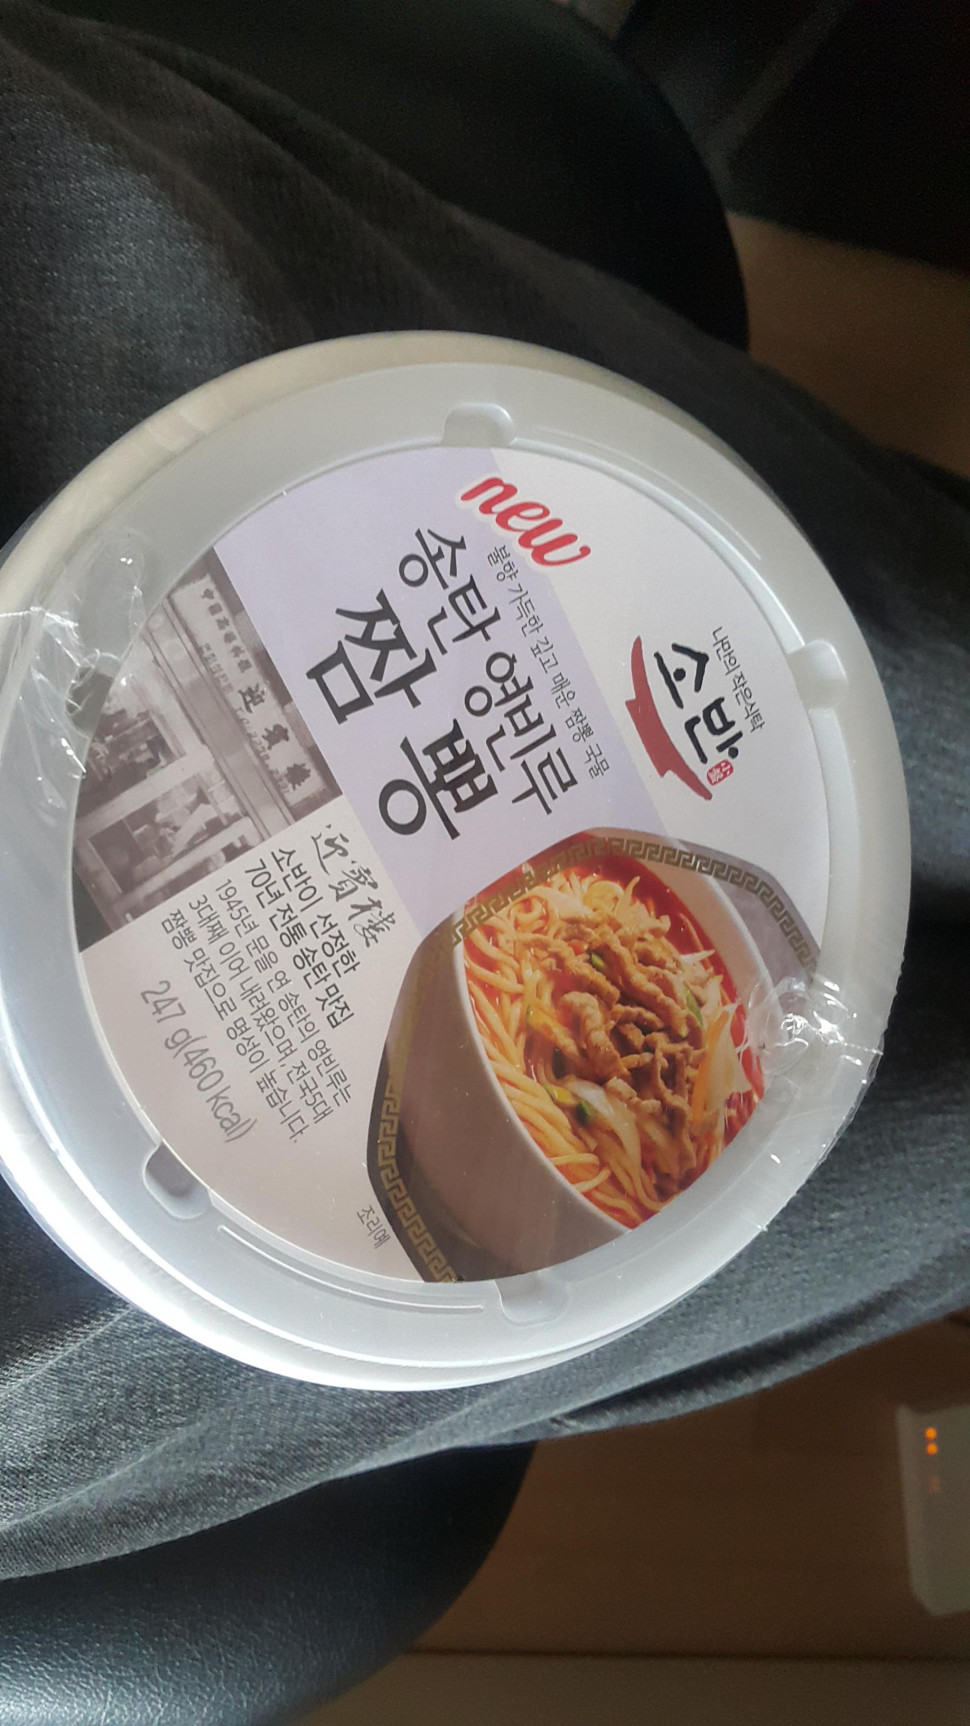 나만의 작은식탁
소반
小盤
new
불향 가득한 깊고 매운 짬뽕 국물
송탄 영빈루
짬뽕
迎賓樓
迎賓樓
소반이 선정한
70년 전통 송탄 맛집
1945년 문을 연 송탄의 영빈루는
3대째 이어 내려왔으며, 전국5대
짬뽕 맛집으로 명성이 높습니다.
247 g(460 kcal)
조리예